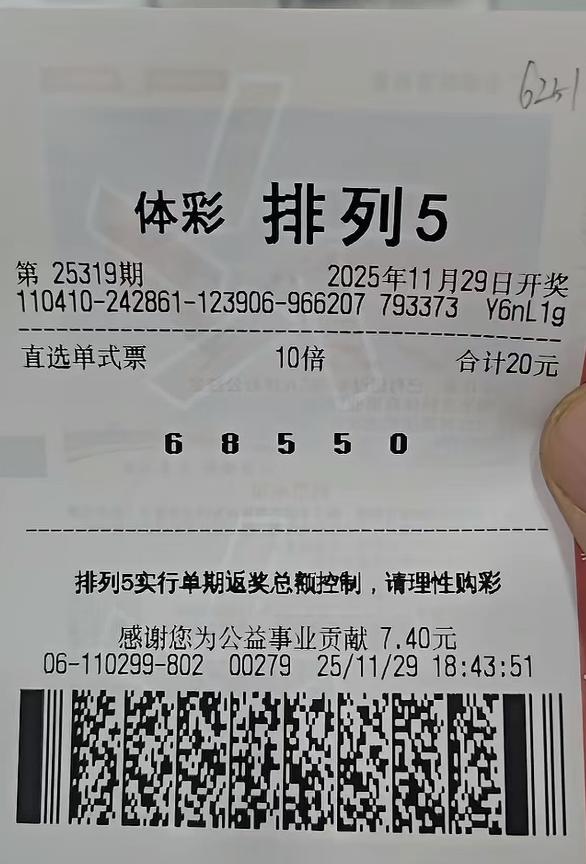 体彩 排列5
第 25319期 2025年11月29日开奖
110410-242861-123906-966207 793373 Y6nL1g
直选单式票 10倍 合计20元
6 8 5 5 0
排列5实行单期返奖总额控制，请理性购彩
感谢您为公益事业贡献 7.40元
06-110299-802 00279 25/11/29 18:43:51